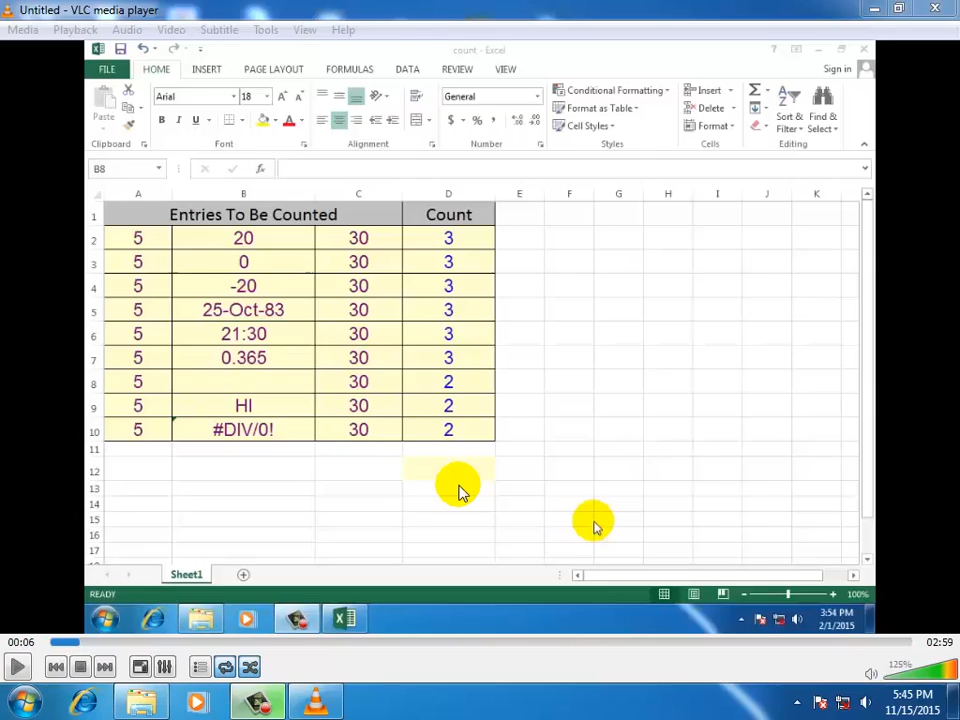 Untitled - VLC media player
Media Playback Audio Video Subtitle Tools View Help
count - Excel
FILE HOME INSERT PAGE LAYOUT FORMULAS DATA REVIEW VIEW Sign in
Paste
Arial 18
B I U
General
$ %
Conditional Formatting
Format as Table
Cell Styles
Insert
Delete
Format
Sort & Filter
Find & Select
Clipboard Font Alignment Number Styles Cells Editing
B8 fx
A B C D E F G H I J K
1 Entries To Be Counted Count
2 5 20 30 3
3 5 0 30 3
4 5 -20 30 3
5 5 25-Oct-83 30 3
6 5 21:30 30 3
7 5 0.365 30 3
8 5 30 2
9 5 HI 30 2
10 5 #DIV/0! 30 2
11
12
13
14
15
16
17
Sheet1
READY 100%
3:54 PM
2/1/2015
00:06 02:59
125%
5:45 PM
11/15/2015